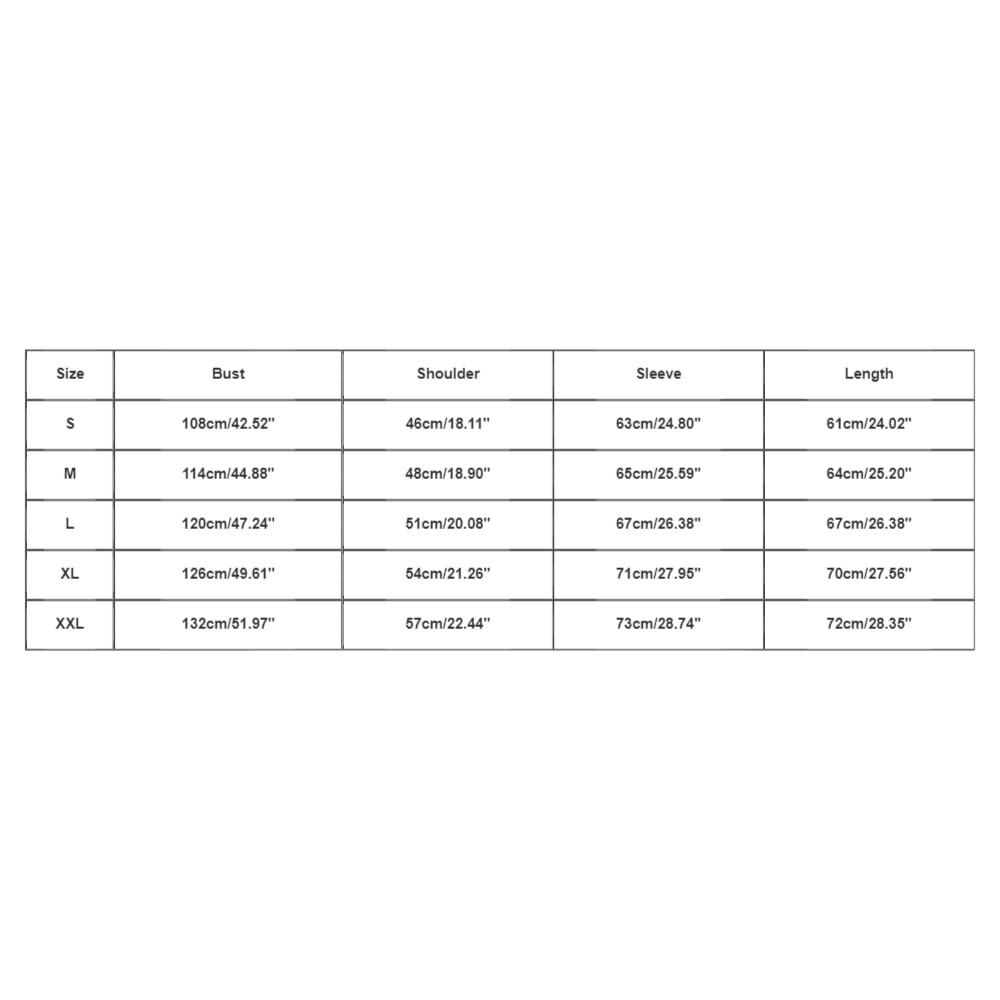 Size Bust Shoulder Sleeve Length
S 108cm/42.52" 46cm/18.11" 63cm/24.80" 61cm/24.02"
M 114cm/44.88" 48cm/18.90" 65cm/25.59" 64cm/25.20"
L 120cm/47.24" 51cm/20.08" 67cm/26.38" 67cm/26.38"
XL 126cm/49.61" 54cm/21.26" 71cm/27.95" 70cm/27.56"
XXL 132cm/51.97" 57cm/22.44" 73cm/28.74" 72cm/28.35"